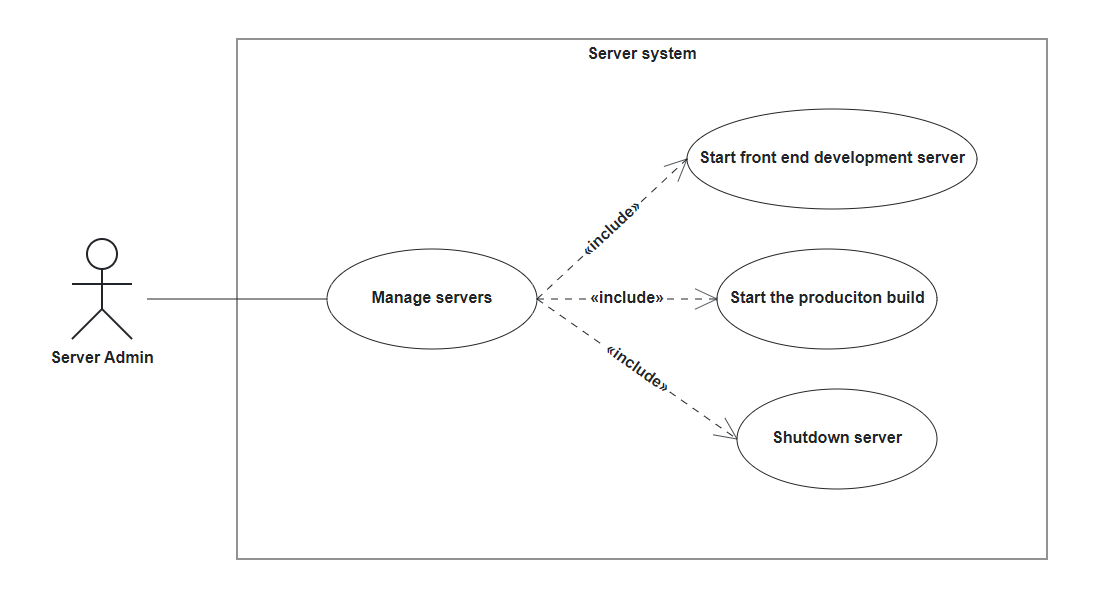 Server system
Start front end development server
«include»
Manage servers
«include»
Start the produciton build
«include»
Server Admin
Shutdown server